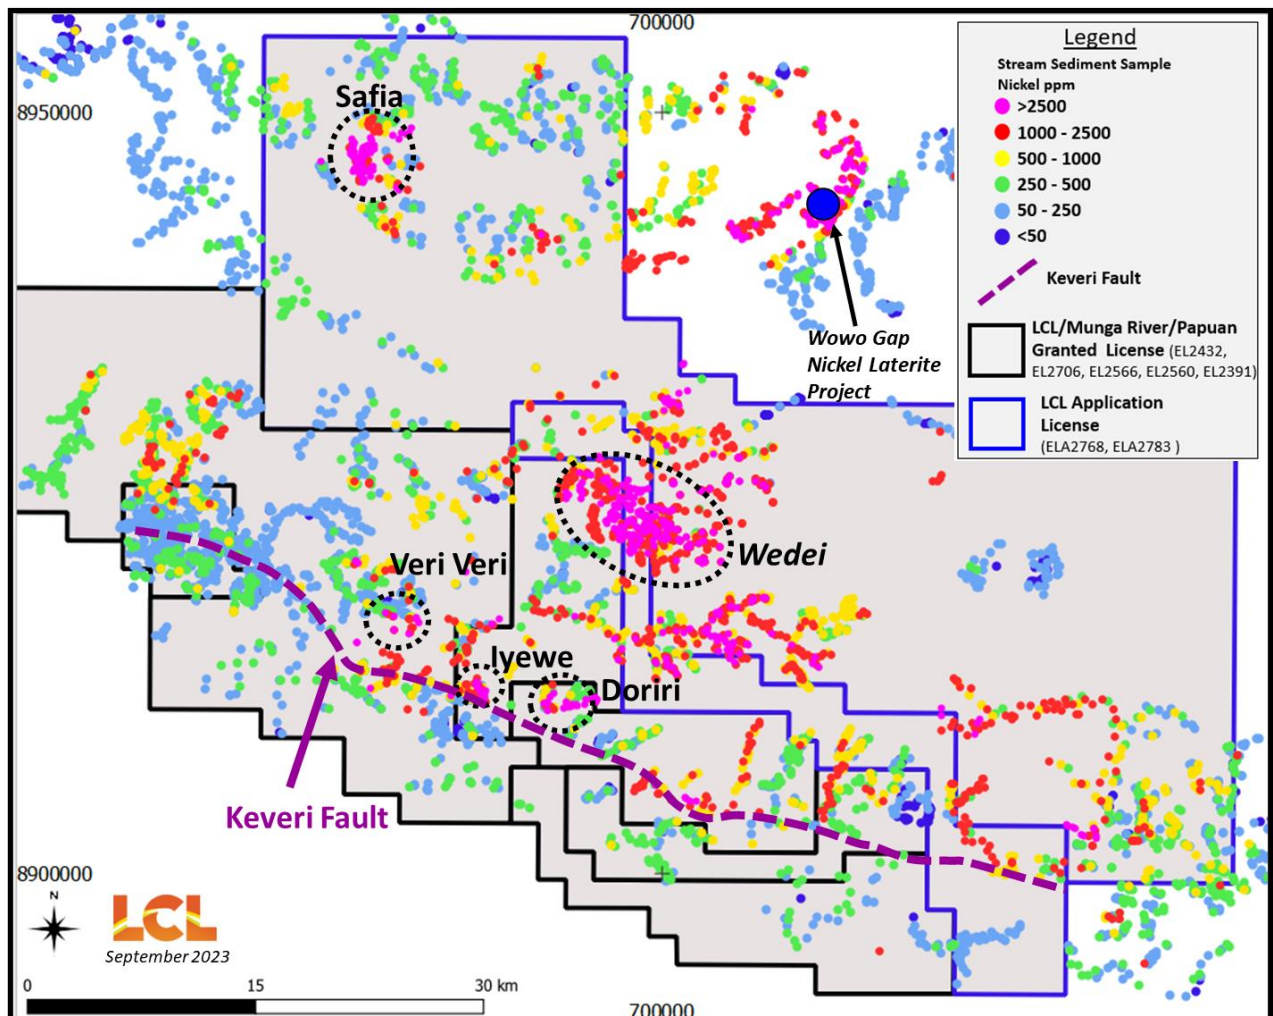 700000
Legend
Stream Sediment Sample
Nickel ppm
>2500
1000 - 2500
500 - 1000
250 - 500
50 - 250
<50
Keveri Fault
LCL/Munga River/Papuan
Granted License (EL2432,
EL2706, EL2566, EL2560, EL2391)
LCL Application
License
(ELA2768, ELA2783 )
8950000
Safia
Wowo Gap
Nickel Laterite
Project
Wedei
Veri Veri
Iyewe
Doriri
Keveri Fault
8900000
N
LCL
September 2023
0 15 30 km
700000